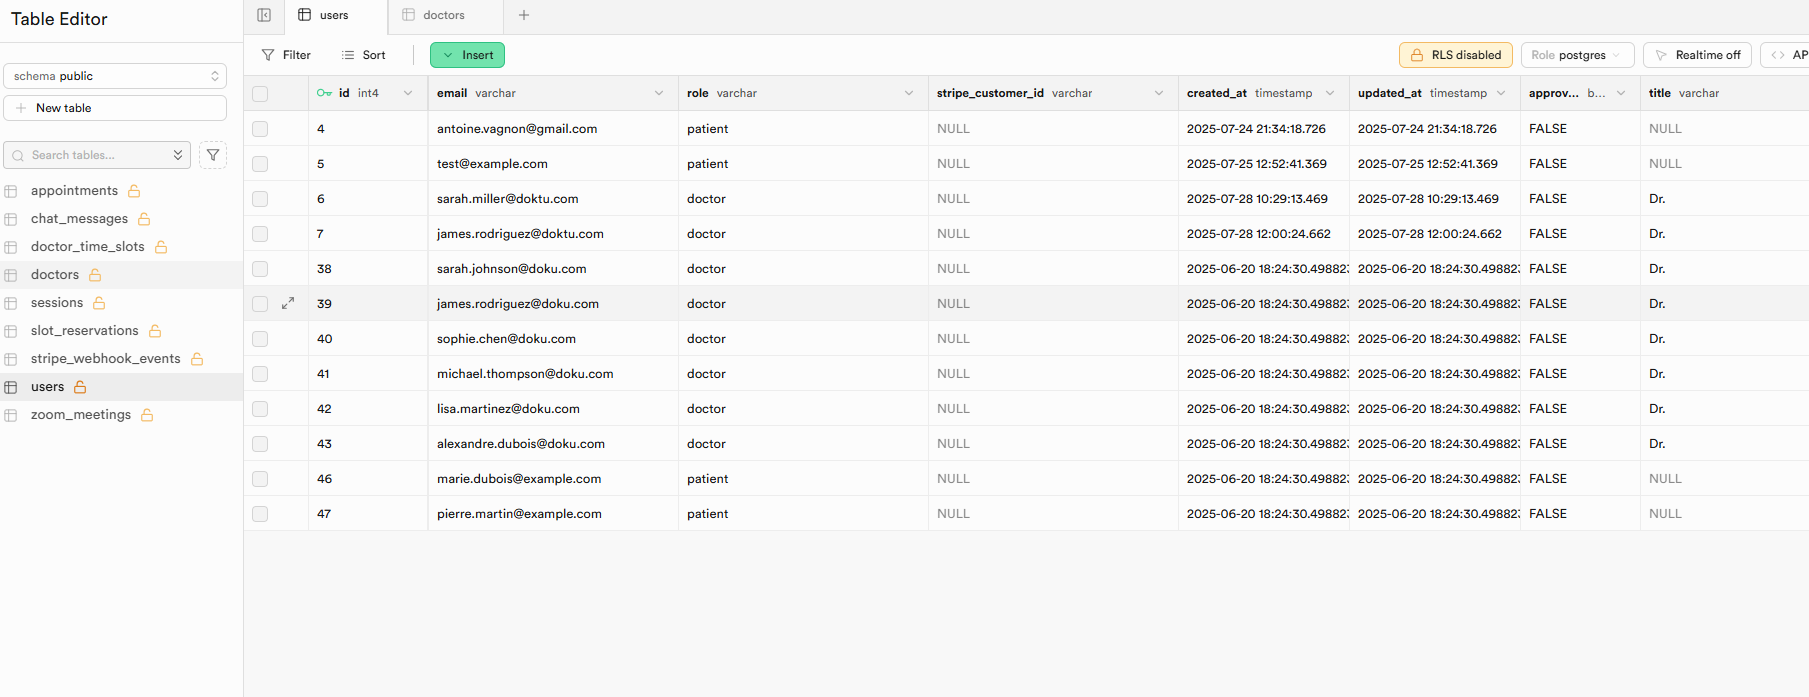 Table Editor
users
doctors
schema public
New table
Search tables...
appointments
chat_messages
doctor_time_slots
doctors
sessions
slot_reservations
stripe_webhook_events
users
zoom_meetings
Filter
Sort
Insert
RLS disabled
Role postgres
Realtime off
AP
id int4 email varchar role varchar stripe_customer_id varchar created_at timestamp updated_at timestamp approv... b... title varchar
4 antoine.vagnon@gmail.com patient NULL 2025-07-24 21:34:18.726 2025-07-24 21:34:18.726 FALSE NULL
5 test@example.com patient NULL 2025-07-25 12:52:41.369 2025-07-25 12:52:41.369 FALSE NULL
6 sarah.miller@doktu.com doctor NULL 2025-07-28 10:29:13.469 2025-07-28 10:29:13.469 FALSE Dr.
7 james.rodriguez@doktu.com doctor NULL 2025-07-28 12:00:24.662 2025-07-28 12:00:24.662 FALSE Dr.
38 sarah.johnson@doku.com doctor NULL 2025-06-20 18:24:30.49882 2025-06-20 18:24:30.49882 FALSE Dr.
39 james.rodriguez@doku.com doctor NULL 2025-06-20 18:24:30.49882 2025-06-20 18:24:30.49882 FALSE Dr.
40 sophie.chen@doku.com doctor NULL 2025-06-20 18:24:30.49882 2025-06-20 18:24:30.49882 FALSE Dr.
41 michael.thompson@doku.com doctor NULL 2025-06-20 18:24:30.49882 2025-06-20 18:24:30.49882 FALSE Dr.
42 lisa.martinez@doku.com doctor NULL 2025-06-20 18:24:30.49882 2025-06-20 18:24:30.49882 FALSE Dr.
43 alexandre.dubois@doku.com doctor NULL 2025-06-20 18:24:30.49882 2025-06-20 18:24:30.49882 FALSE Dr.
46 marie.dubois@example.com patient NULL 2025-06-20 18:24:30.49882 2025-06-20 18:24:30.49882 FALSE NULL
47 pierre.martin@example.com patient NULL 2025-06-20 18:24:30.49882 2025-06-20 18:24:30.49882 FALSE NULL